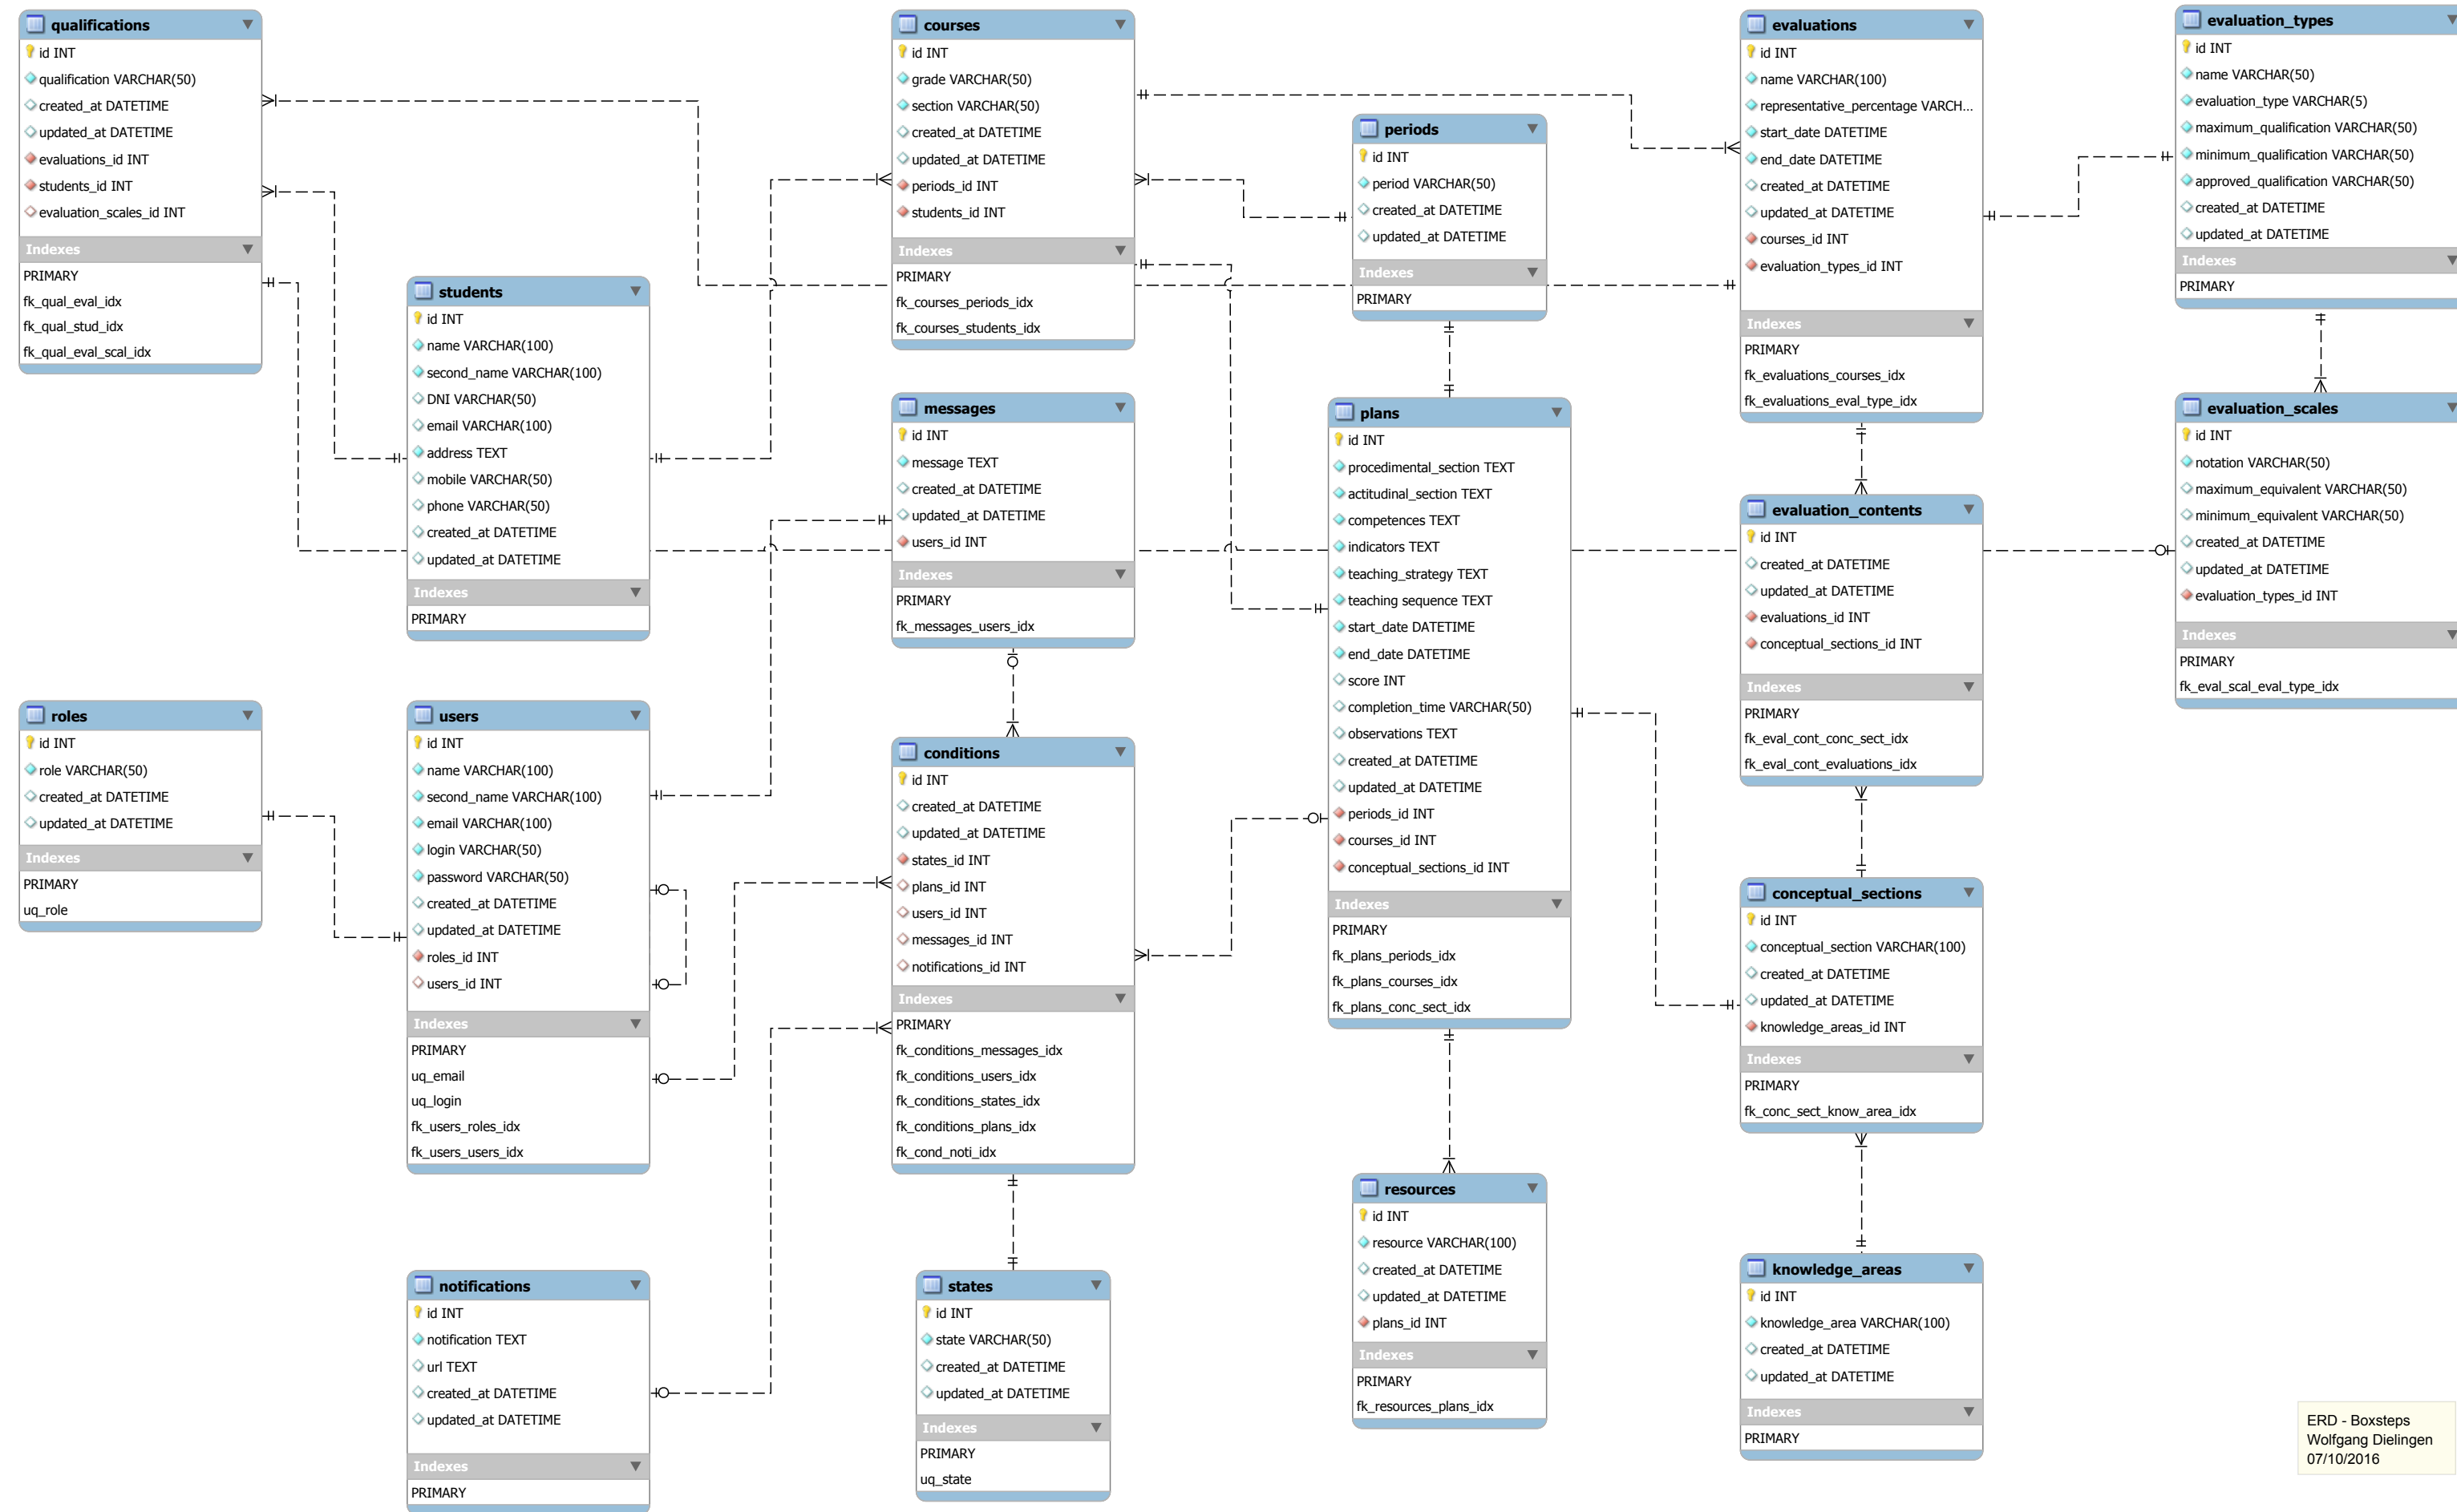 qualifications
id INT
qualification VARCHAR(50)
created_at DATETIME
updated_at DATETIME
evaluations_id INT
students_id INT
evaluation_scales_id INT
Indexes
PRIMARY
fk_qual_eval_idx
fk_qual_stud_idx
fk_qual_eval_scal_idx
courses
id INT
grade VARCHAR(50)
section VARCHAR(50)
created_at DATETIME
updated_at DATETIME
periods_id INT
students_id INT
Indexes
PRIMARY
fk_courses_periods_idx
fk_courses_students_idx
periods
id INT
period VARCHAR(50)
created_at DATETIME
updated_at DATETIME
Indexes
PRIMARY
evaluations
id INT
name VARCHAR(100)
representative_percentage VARCH...
start_date DATETIME
end_date DATETIME
created_at DATETIME
updated_at DATETIME
courses_id INT
evaluation_types_id INT
Indexes
PRIMARY
fk_evaluations_courses_idx
fk_evaluations_eval_type_idx
evaluation_types
id INT
name VARCHAR(50)
evaluation_type VARCHAR(5)
maximum_qualification VARCHAR(50)
minimum_qualification VARCHAR(50)
approved_qualification VARCHAR(50)
created_at DATETIME
updated_at DATETIME
Indexes
PRIMARY
students
id INT
name VARCHAR(100)
second_name VARCHAR(100)
DNI VARCHAR(50)
email VARCHAR(100)
address TEXT
mobile VARCHAR(50)
phone VARCHAR(50)
created_at DATETIME
updated_at DATETIME
Indexes
PRIMARY
messages
id INT
message TEXT
created_at DATETIME
updated_at DATETIME
users_id INT
Indexes
PRIMARY
fk_messages_users_idx
plans
id INT
procedimental_section TEXT
actitudinal_section TEXT
competences TEXT
indicators TEXT
teaching_strategy TEXT
teaching sequence TEXT
start_date DATETIME
end_date DATETIME
score INT
completion_time VARCHAR(50)
observations TEXT
created_at DATETIME
updated_at DATETIME
periods_id INT
courses_id INT
conceptual_sections_id INT
Indexes
PRIMARY
fk_plans_periods_idx
fk_plans_courses_idx
fk_plans_conc_sect_idx
evaluation_contents
id INT
created_at DATETIME
updated_at DATETIME
evaluations_id INT
conceptual_sections_id INT
Indexes
PRIMARY
fk_eval_cont_conc_sect_idx
fk_eval_cont_evaluations_idx
evaluation_scales
id INT
notation VARCHAR(50)
maximum_equivalent VARCHAR(50)
minimum_equivalent VARCHAR(50)
created_at DATETIME
updated_at DATETIME
evaluation_types_id INT
Indexes
PRIMARY
fk_eval_scal_eval_type_idx
roles
id INT
role VARCHAR(50)
created_at DATETIME
updated_at DATETIME
Indexes
PRIMARY
uq_role
users
id INT
name VARCHAR(100)
second_name VARCHAR(100)
email VARCHAR(100)
login VARCHAR(50)
password VARCHAR(50)
created_at DATETIME
updated_at DATETIME
roles_id INT
users_id INT
Indexes
PRIMARY
uq_email
uq_login
fk_users_roles_idx
fk_users_users_idx
conditions
id INT
created_at DATETIME
updated_at DATETIME
states_id INT
plans_id INT
users_id INT
messages_id INT
notifications_id INT
Indexes
PRIMARY
fk_conditions_messages_idx
fk_conditions_users_idx
fk_conditions_states_idx
fk_conditions_plans_idx
fk_cond_noti_idx
conceptual_sections
id INT
conceptual_section VARCHAR(100)
created_at DATETIME
updated_at DATETIME
knowledge_areas_id INT
Indexes
PRIMARY
fk_conc_sect_know_area_idx
notifications
id INT
notification TEXT
url TEXT
created_at DATETIME
updated_at DATETIME
Indexes
PRIMARY
states
id INT
state VARCHAR(50)
created_at DATETIME
updated_at DATETIME
Indexes
PRIMARY
uq_state
resources
id INT
resource VARCHAR(100)
created_at DATETIME
updated_at DATETIME
plans_id INT
Indexes
PRIMARY
fk_resources_plans_idx
knowledge_areas
id INT
knowledge_area VARCHAR(100)
created_at DATETIME
updated_at DATETIME
Indexes
PRIMARY
ERD - Boxsteps
Wolfgang Dielingen
07/10/2016